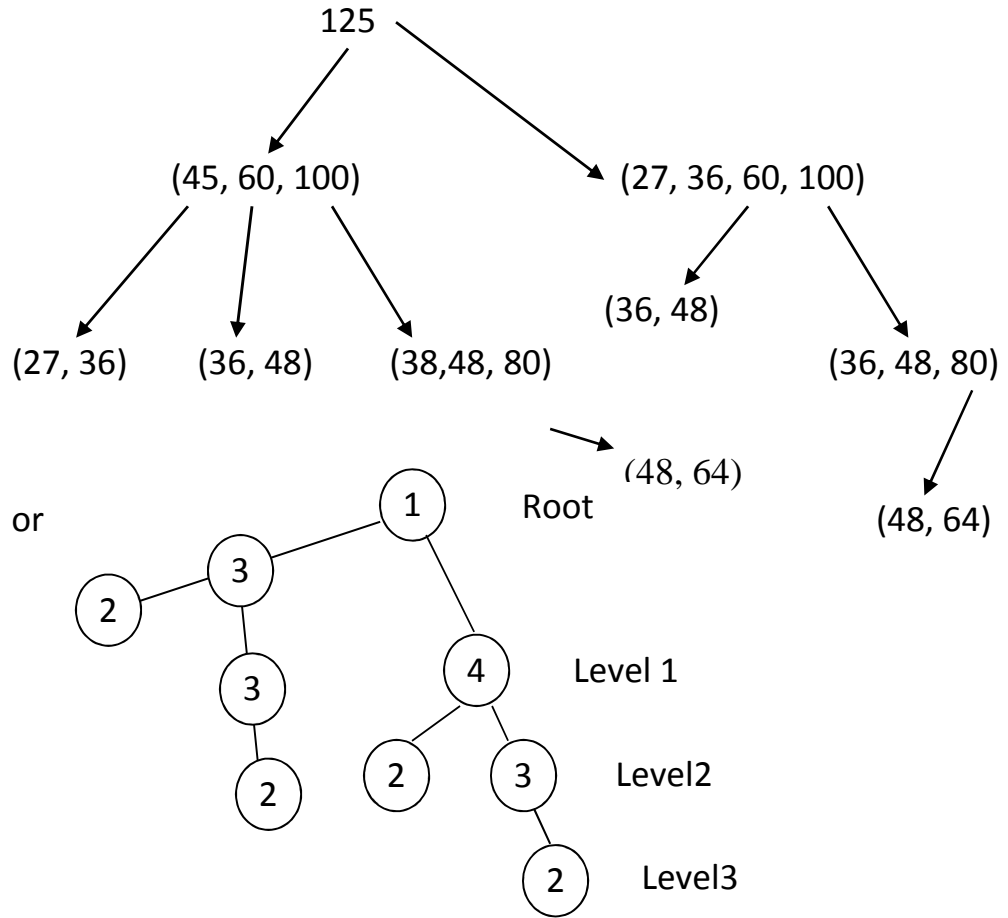 125
(45, 60, 100) (27, 36, 60, 100)
(36, 48)
(27, 36) (36, 48) (38,48, 80) (36, 48, 80)
(48, 64)
or 1 Root (48, 64)
3
2
3 4 Level 1
2 2 3 Level2
2 Level3